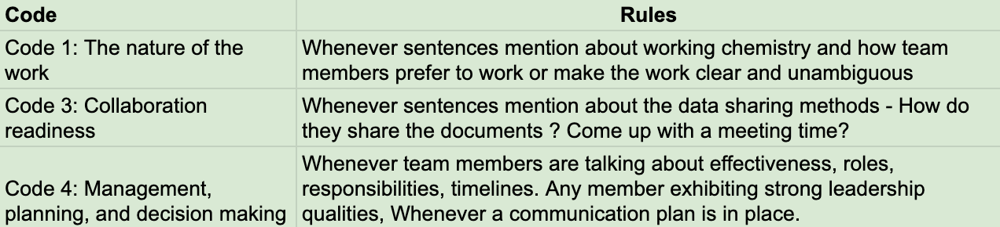 Code Rules
Code 1: The nature of the work
Whenever sentences mention about working chemistry and how team
members prefer to work or make the work clear and unambiguous
Code 3: Collaboration
readiness
Whenever sentences mention about the data sharing methods - How do
they share the documents ? Come up with a meeting time?
Code 4: Management,
planning, and decision making
Whenever team members are talking about effectiveness, roles,
responsibilities, timelines. Any member exhibiting strong leadership
qualities, Whenever a communication plan is in place.